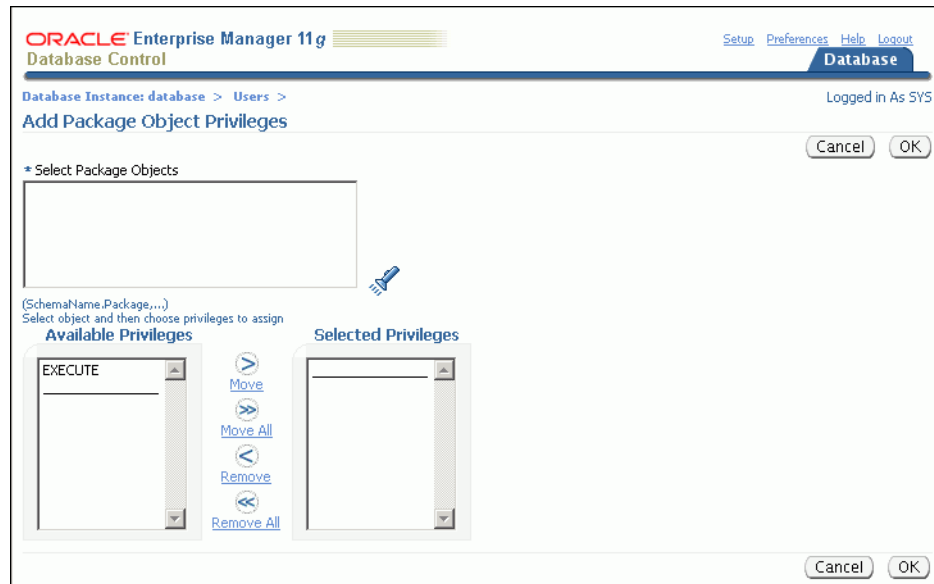 ORACLE Enterprise Manager 11g
Database Control
Setup Preferences Help Logout
Database
Database Instance: database > Users >
Logged in As SYS
Add Package Object Privileges
Cancel OK
* Select Package Objects
(SchemaName.Package,...)
Select object and then choose privileges to assign
Available Privileges
Selected Privileges
EXECUTE
Move
Move All
Remove
Remove All
Cancel OK